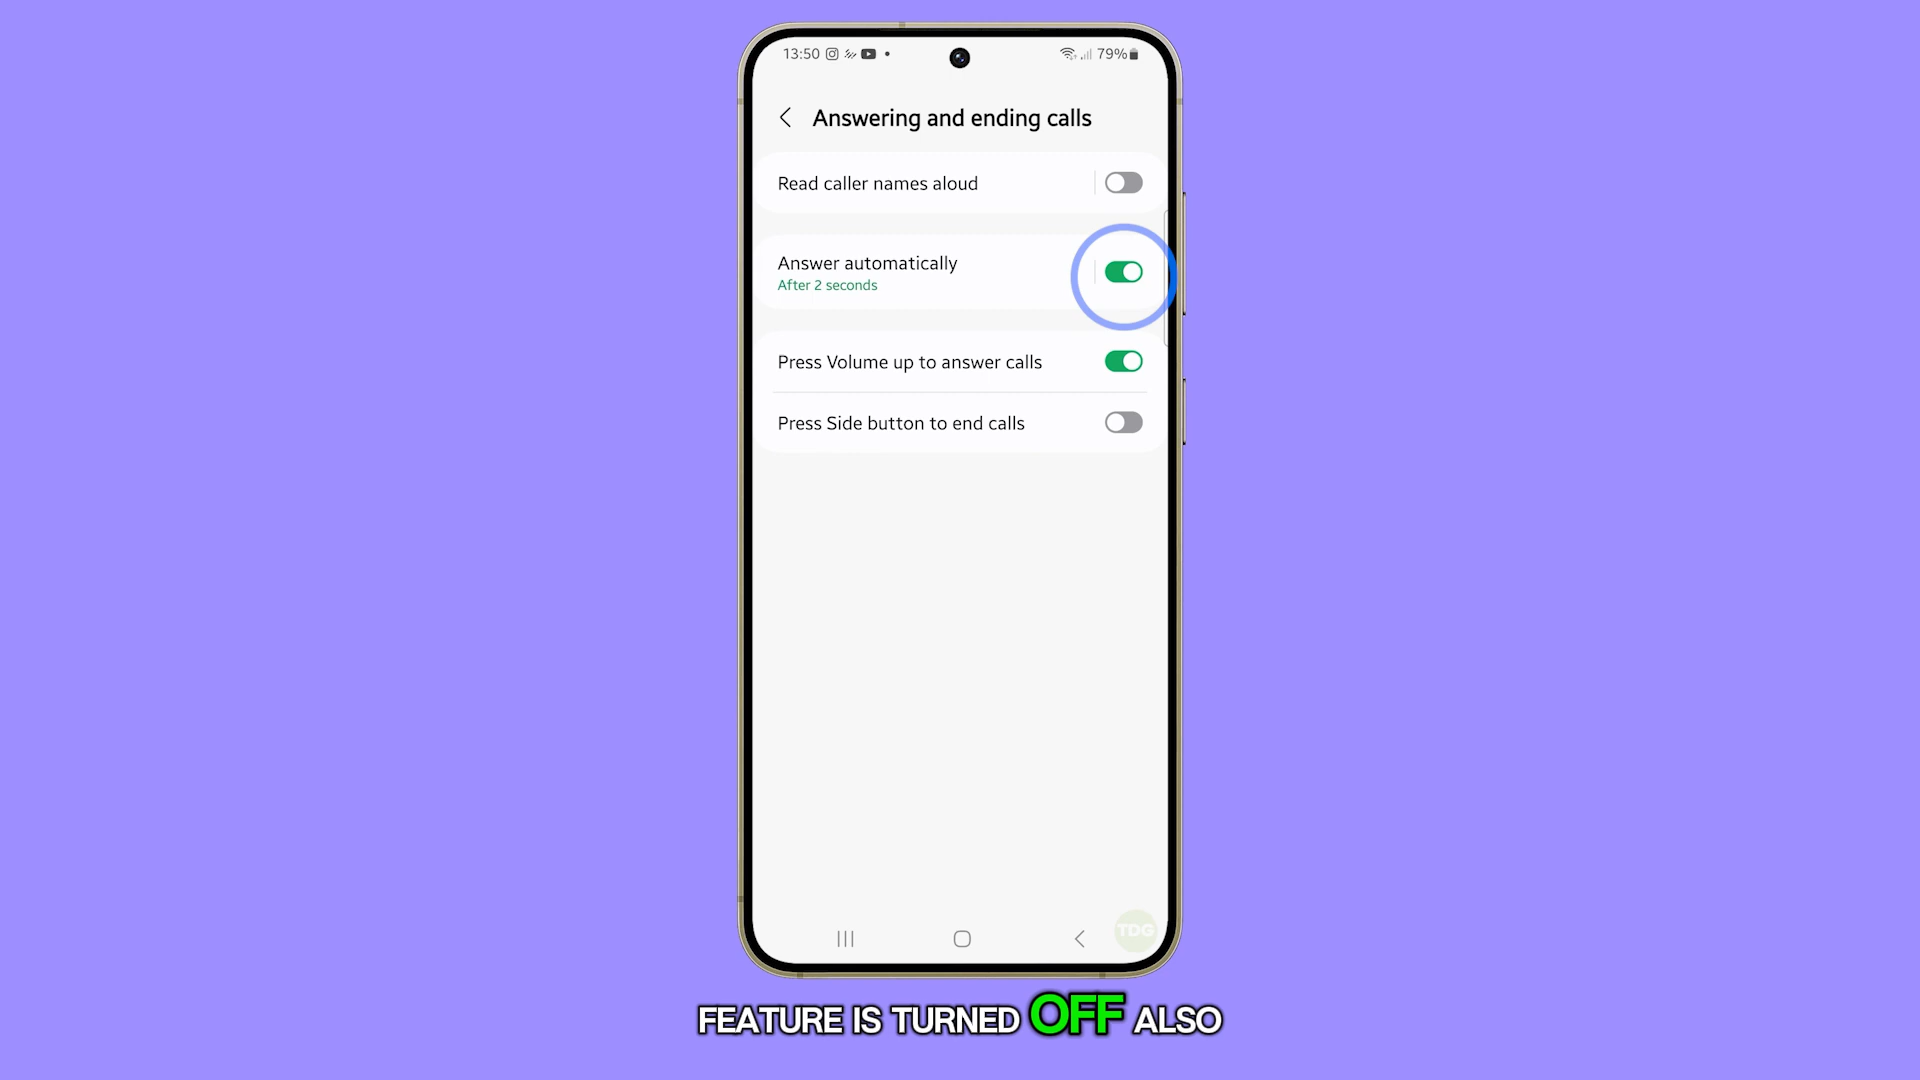 13:50
79%
Answering and ending calls
Read caller names aloud
Answer automatically
After 2 seconds
Press Volume up to answer calls
Press Side button to end calls
TDG
FEATURE IS TURNED OFF ALSO